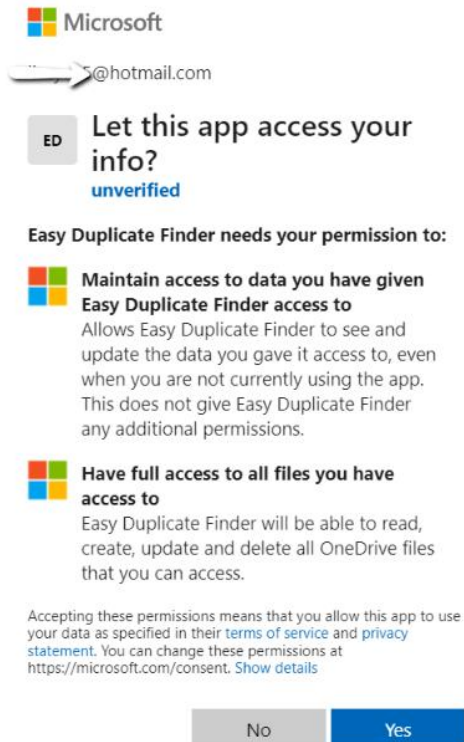 Microsoft
5@hotmail.com
ED
Let this app access your
info?
unverified
Easy Duplicate Finder needs your permission to:
Maintain access to data you have given
Easy Duplicate Finder access to
Allows Easy Duplicate Finder to see and
update the data you gave it access to, even
when you are not currently using the app.
This does not give Easy Duplicate Finder
any additional permissions.
Have full access to all files you have
access to
Easy Duplicate Finder will be able to read,
create, update and delete all OneDrive files
that you can access.
Accepting these permissions means that you allow this app to use
your data as specified in their terms of service and privacy
statement. You can change these permissions at
https://microsoft.com/consent. Show details
No
Yes